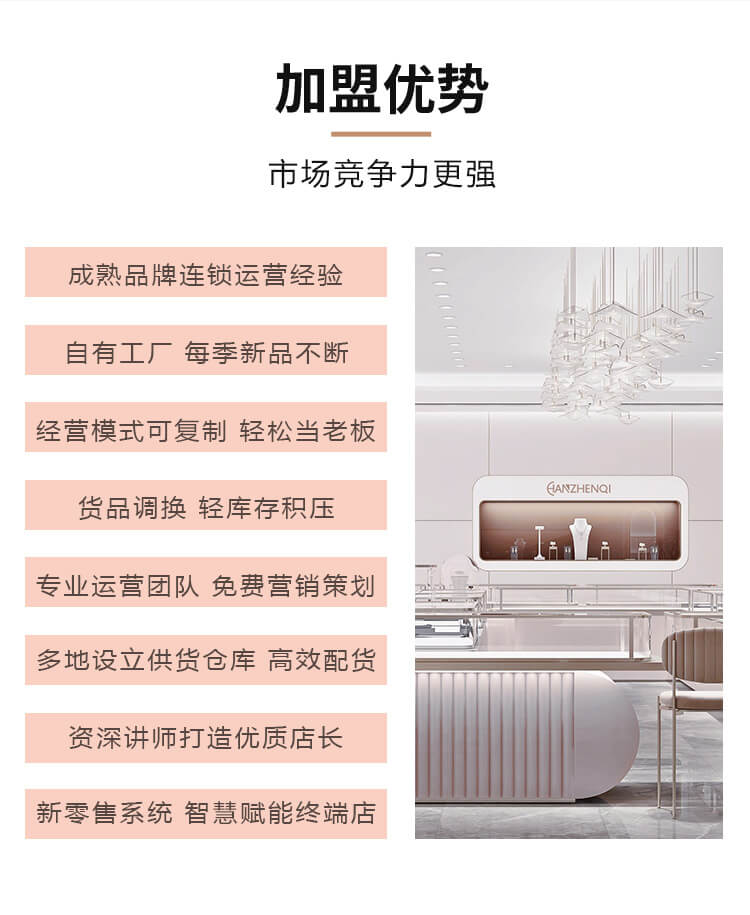 加盟优势
市场竞争力更强
成熟品牌连锁运营经验
自有工厂 每季新品不断
经营模式可复制 轻松当老板
货品调换 轻库存积压
专业运营团队 免费营销策划
多地设立供货仓库 高效配货
资深讲师打造优质店长
新零售系统 智慧赋能终端店
HANZHENQI